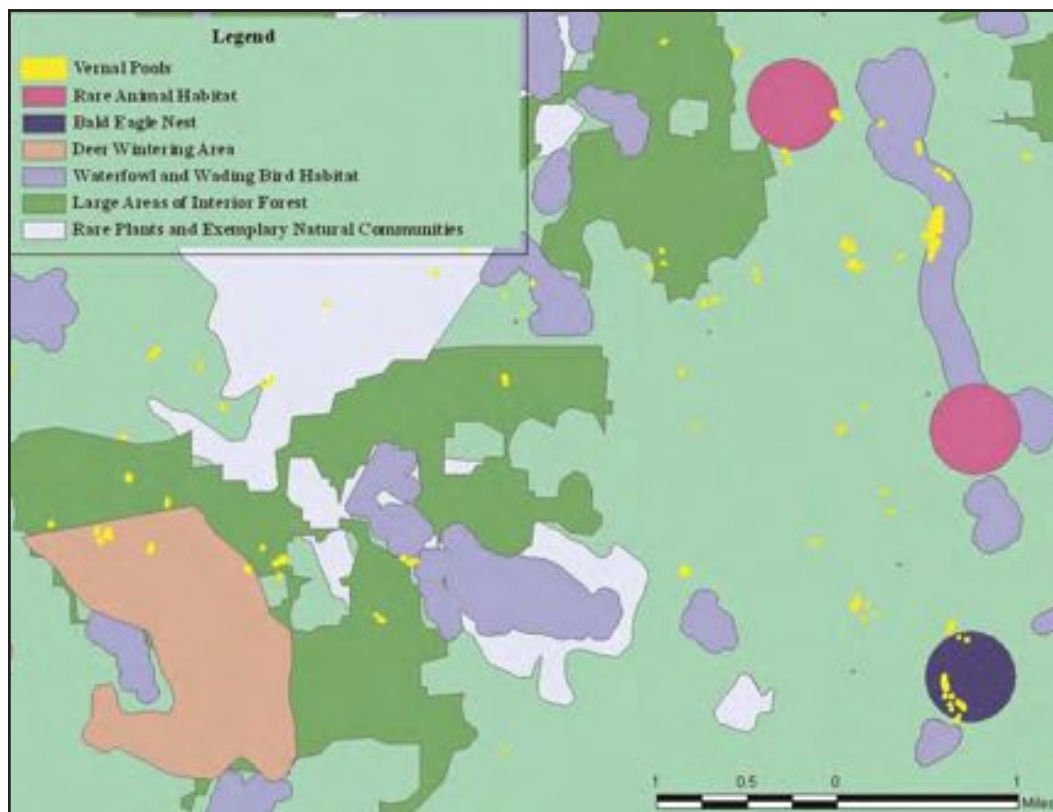 Legend
Vernal Pools
Rare Animal Habitat
Bald Eagle Nest
Deer Wintering Area
Waterfowl and Wading Bird Habitat
Large Areas of Interior Forest
Rare Plants and Exemplary Natural Communities
1 0.5 0 1
Miles